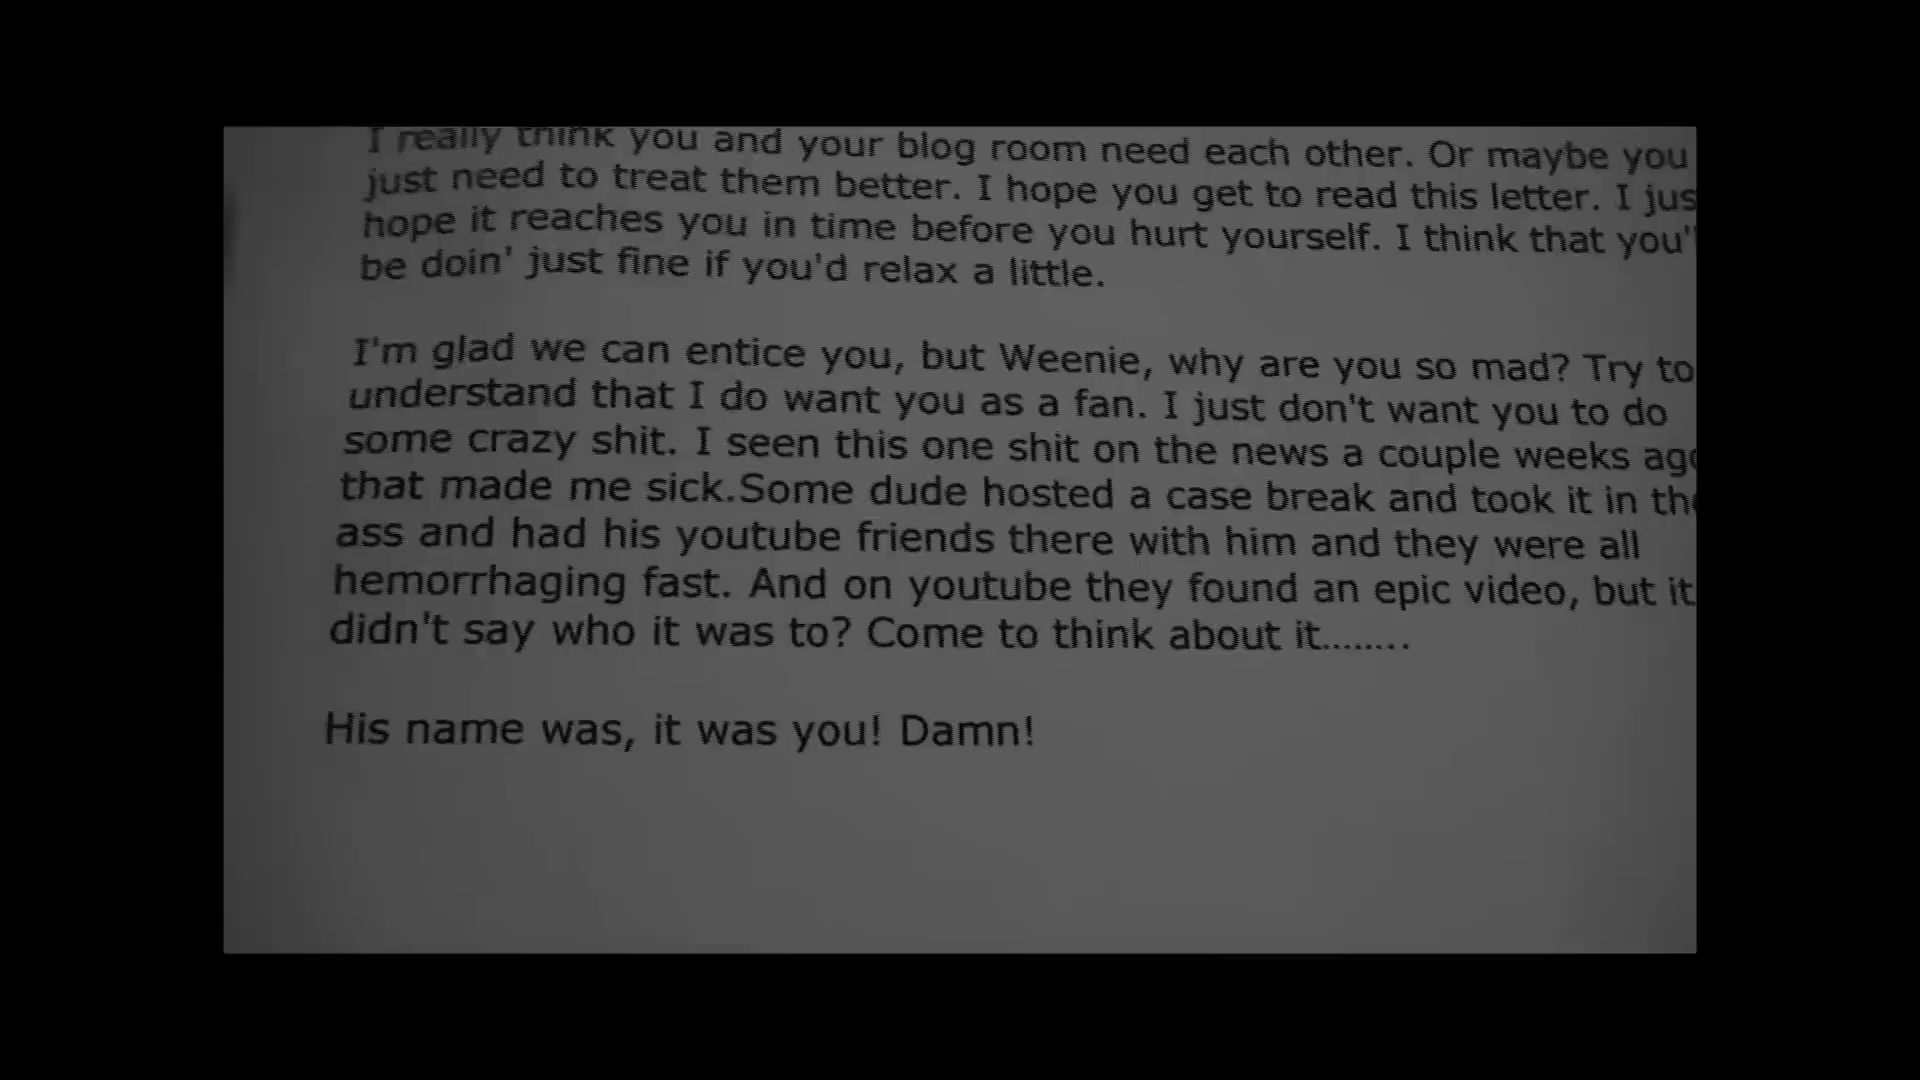 I really think you and your blog room need each other. Or maybe you
just need to treat them better. I hope you get to read this letter. I jus
hope it reaches you in time before you hurt yourself. I think that you'
be doin' just fine if you'd relax a little.
I'm glad we can entice you, but Weenie, why are you so mad? Try to
understand that I do want you as a fan. I just don't want you to do
some crazy shit. I seen this one shit on the news a couple weeks ago
that made me sick.Some dude hosted a case break and took it in the
ass and had his youtube friends there with him and they were all
hemorrhaging fast. And on youtube they found an epic video, but it
didn't say who it was to? Come to think about it........
His name was, it was you! Damn!